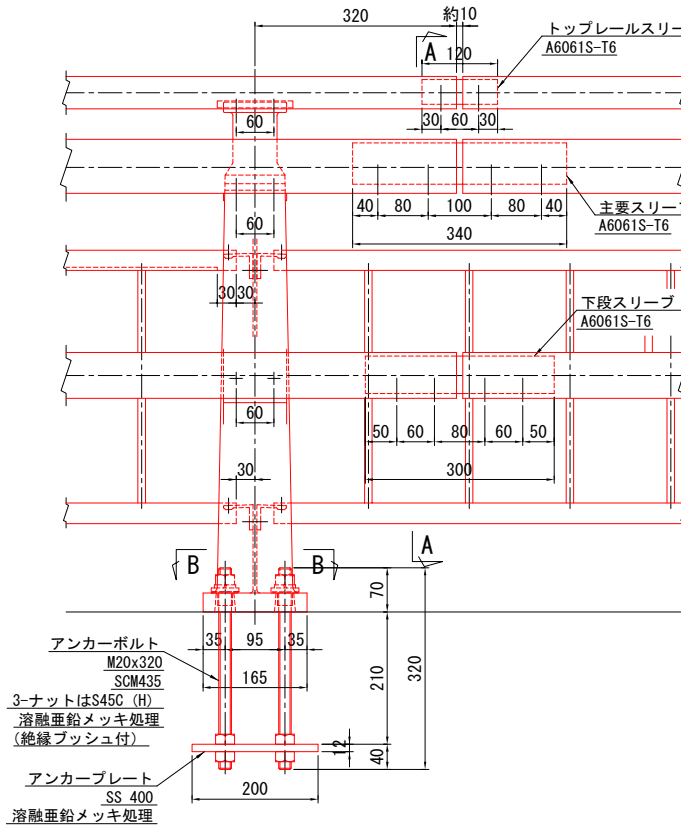 320
約10
トップレールスリー
A6061S-T6
A
120
60
30
60
30
40
80
100
80
40
主要スリーブ
A6061S-T6
60
340
30
30
下段スリーブ
A6061S-T6
60
50
60
80
60
50
300
30
B
B
A
70
35
95
35
アンカーボルト
M20x320
SCM435
3-ナットはS45C (H)
溶融亜鉛メッキ処理
(絶縁ブッシュ付)
165
210
320
12
40
アンカープレート
SS 400
溶融亜鉛メッキ処理
200